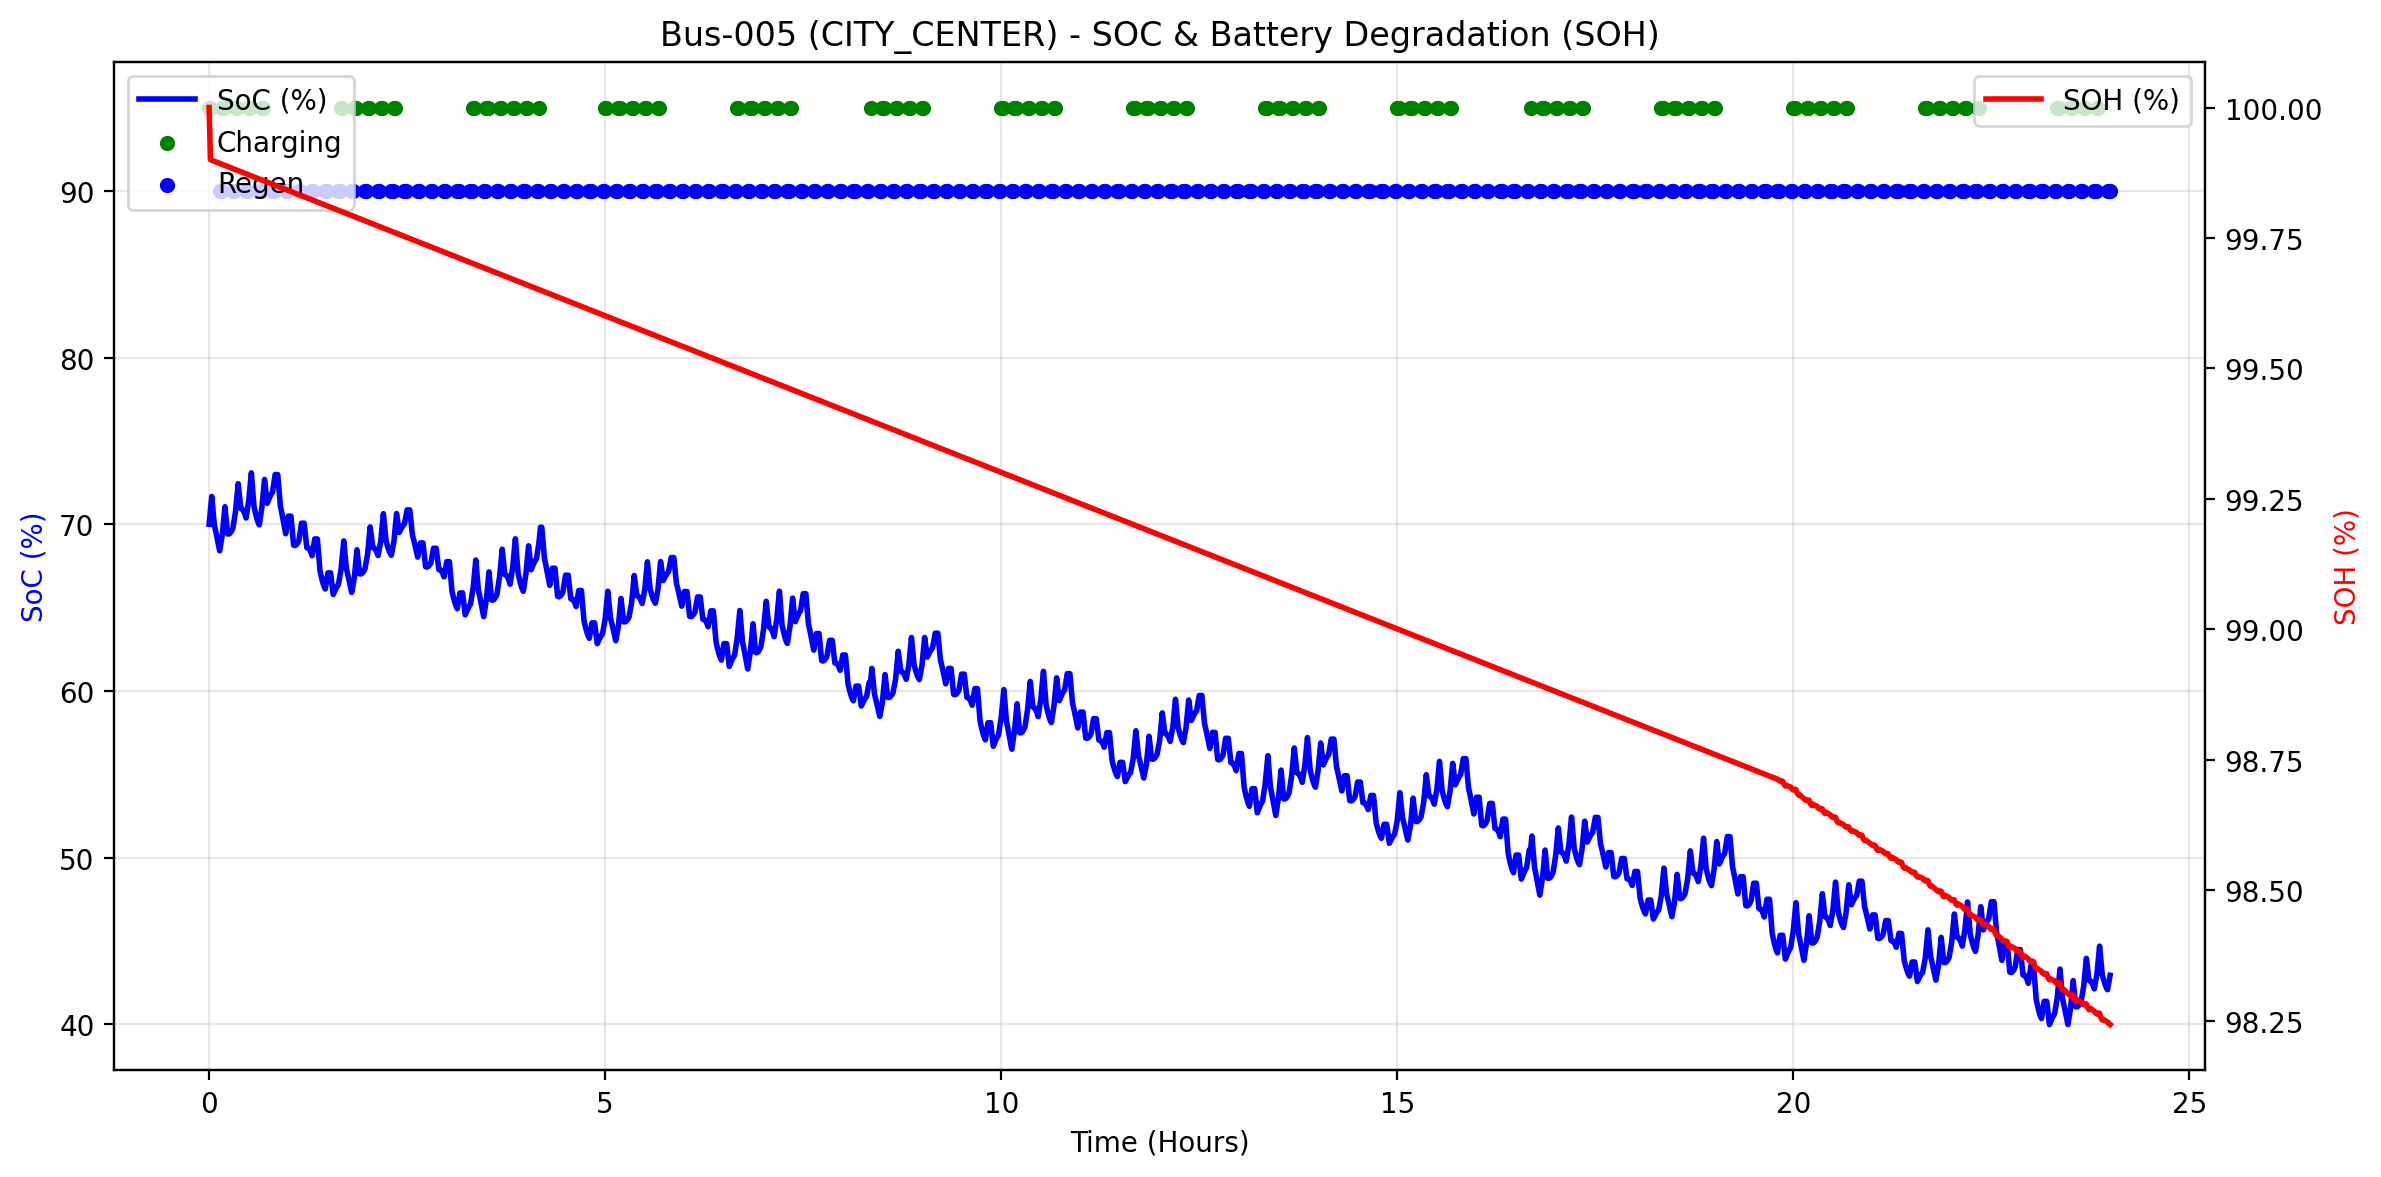 Bus-005 (CITY_CENTER) - SOC & Battery Degradation (SOH)
SoC (%)
Charging
Regen
SOH (%)
90
80
70
60
50
40
SoC (%)
100.00
99.75
99.50
99.25
99.00
98.75
98.50
98.25
SOH (%)
0 5 10 15 20 25
Time (Hours)